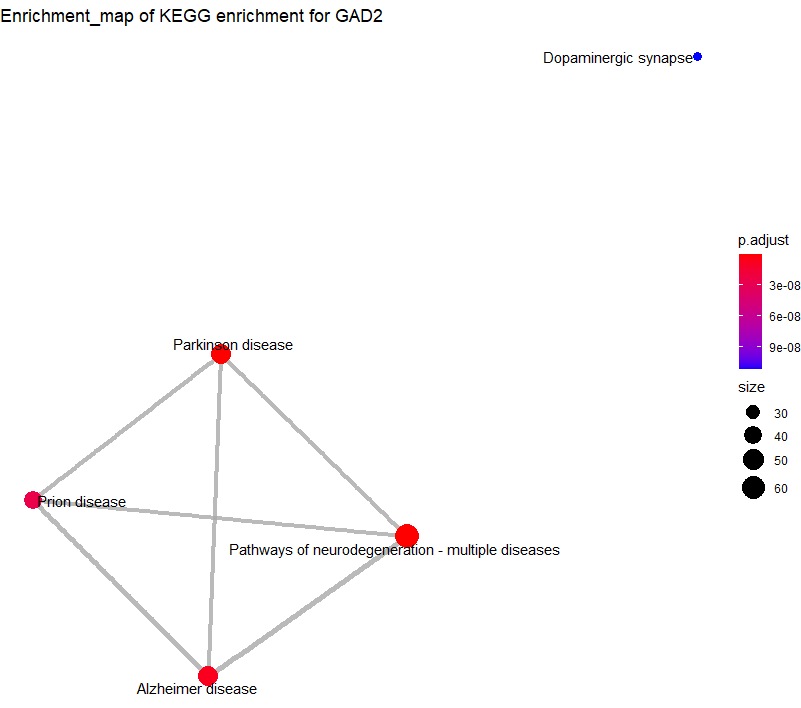 Enrichment_map of KEGG enrichment for GAD2
Dopaminergic synapse
p.adjust
3e-08
6e-08
9e-08
size
30
40
50
60
Parkinson disease
Prion disease
Pathways of neurodegeneration - multiple diseases
Alzheimer disease